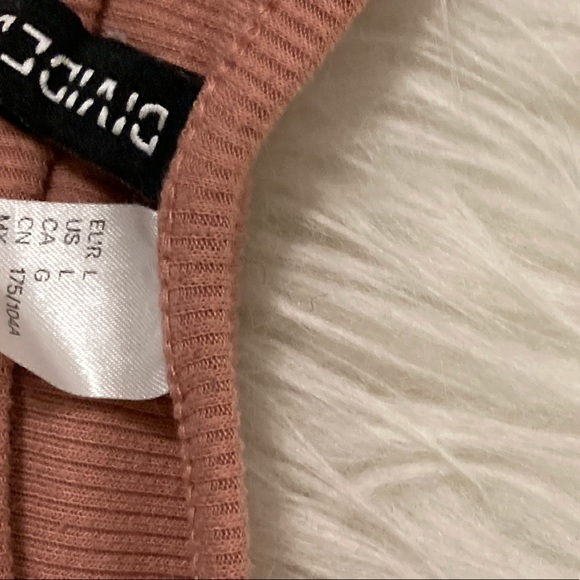 DIVIDE
EUR L
US L
CA G
CN 175/104A
MX